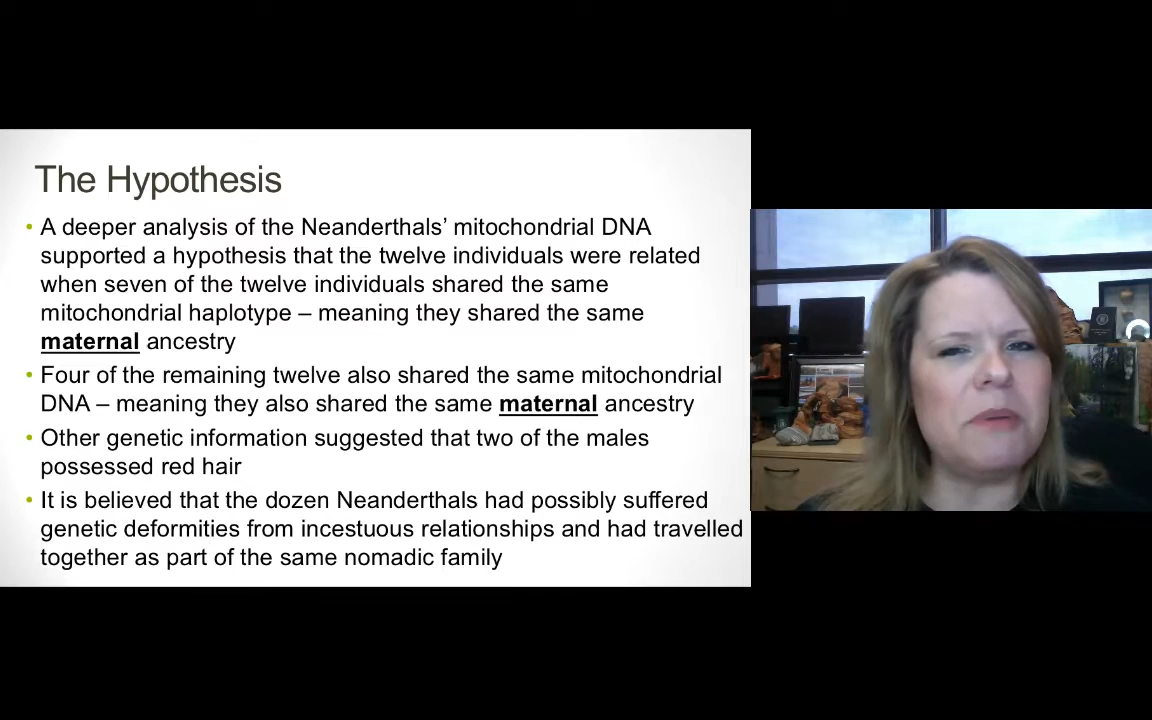 The Hypothesis
• A deeper analysis of the Neanderthals’ mitochondrial DNA
supported a hypothesis that the twelve individuals were related
when seven of the twelve individuals shared the same
mitochondrial haplotype – meaning they shared the same
maternal ancestry
• Four of the remaining twelve also shared the same mitochondrial
DNA – meaning they also shared the same maternal ancestry
• Other genetic information suggested that two of the males
possessed red hair
• It is believed that the dozen Neanderthals had possibly suffered
genetic deformities from incestuous relationships and had travelled
together as part of the same nomadic family